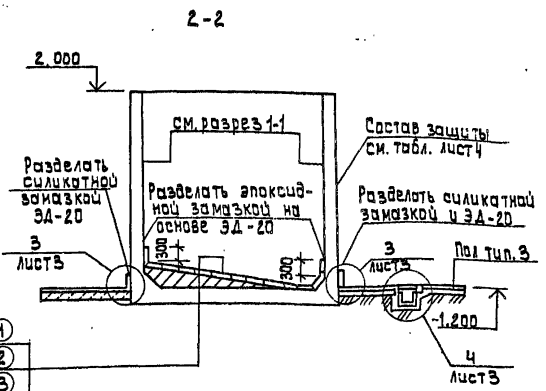 2-2
2.000
см. разрез 1-1
Состав защиты
см. табл. лист 4
Разделать
силикатной
замазкой
ЭД-20
Разделать эпоксид-
ной замазкой на
основе ЭД-20
Разделать силикатной
замазкой и ЭД-20
3
лист 3
300
300
3
лист 3
Пол тип. 3
-1.200
4
лист 3
1
2
3